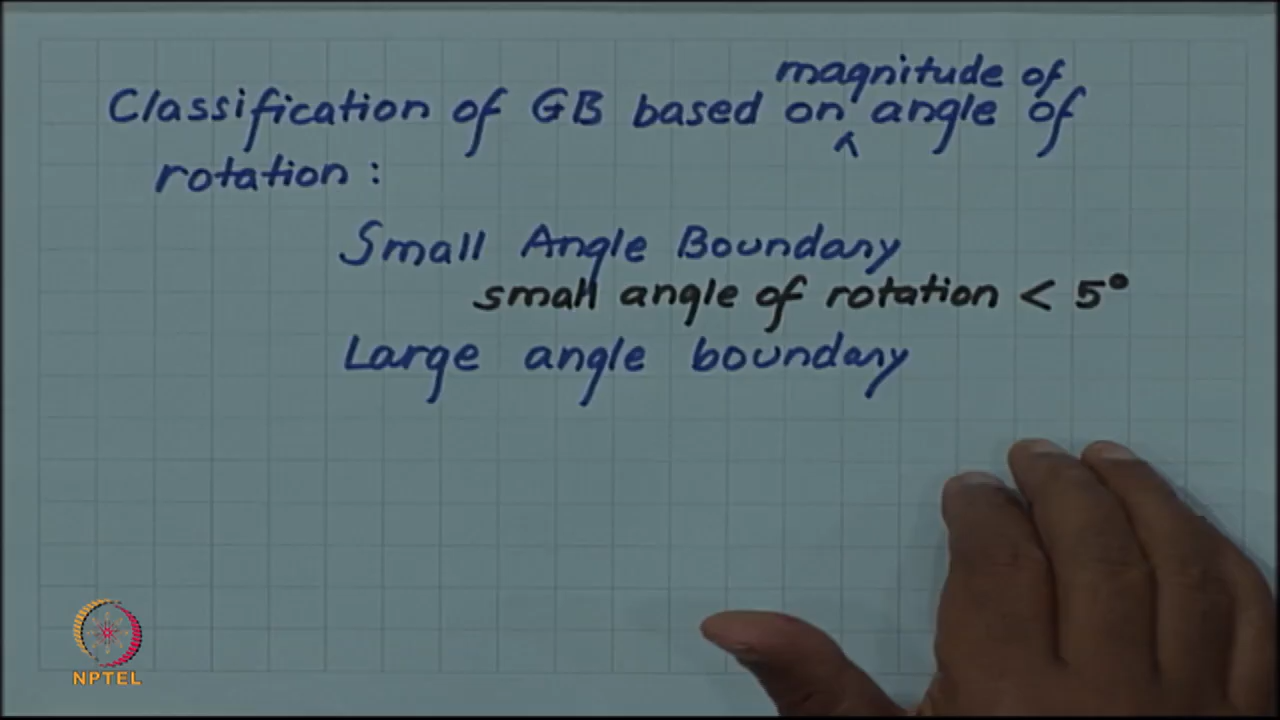 Classification of GB based on magnitude of angle of
rotation :
Small Angle Boundary
small angle of rotation < 5°
Large angle boundary
NPTEL